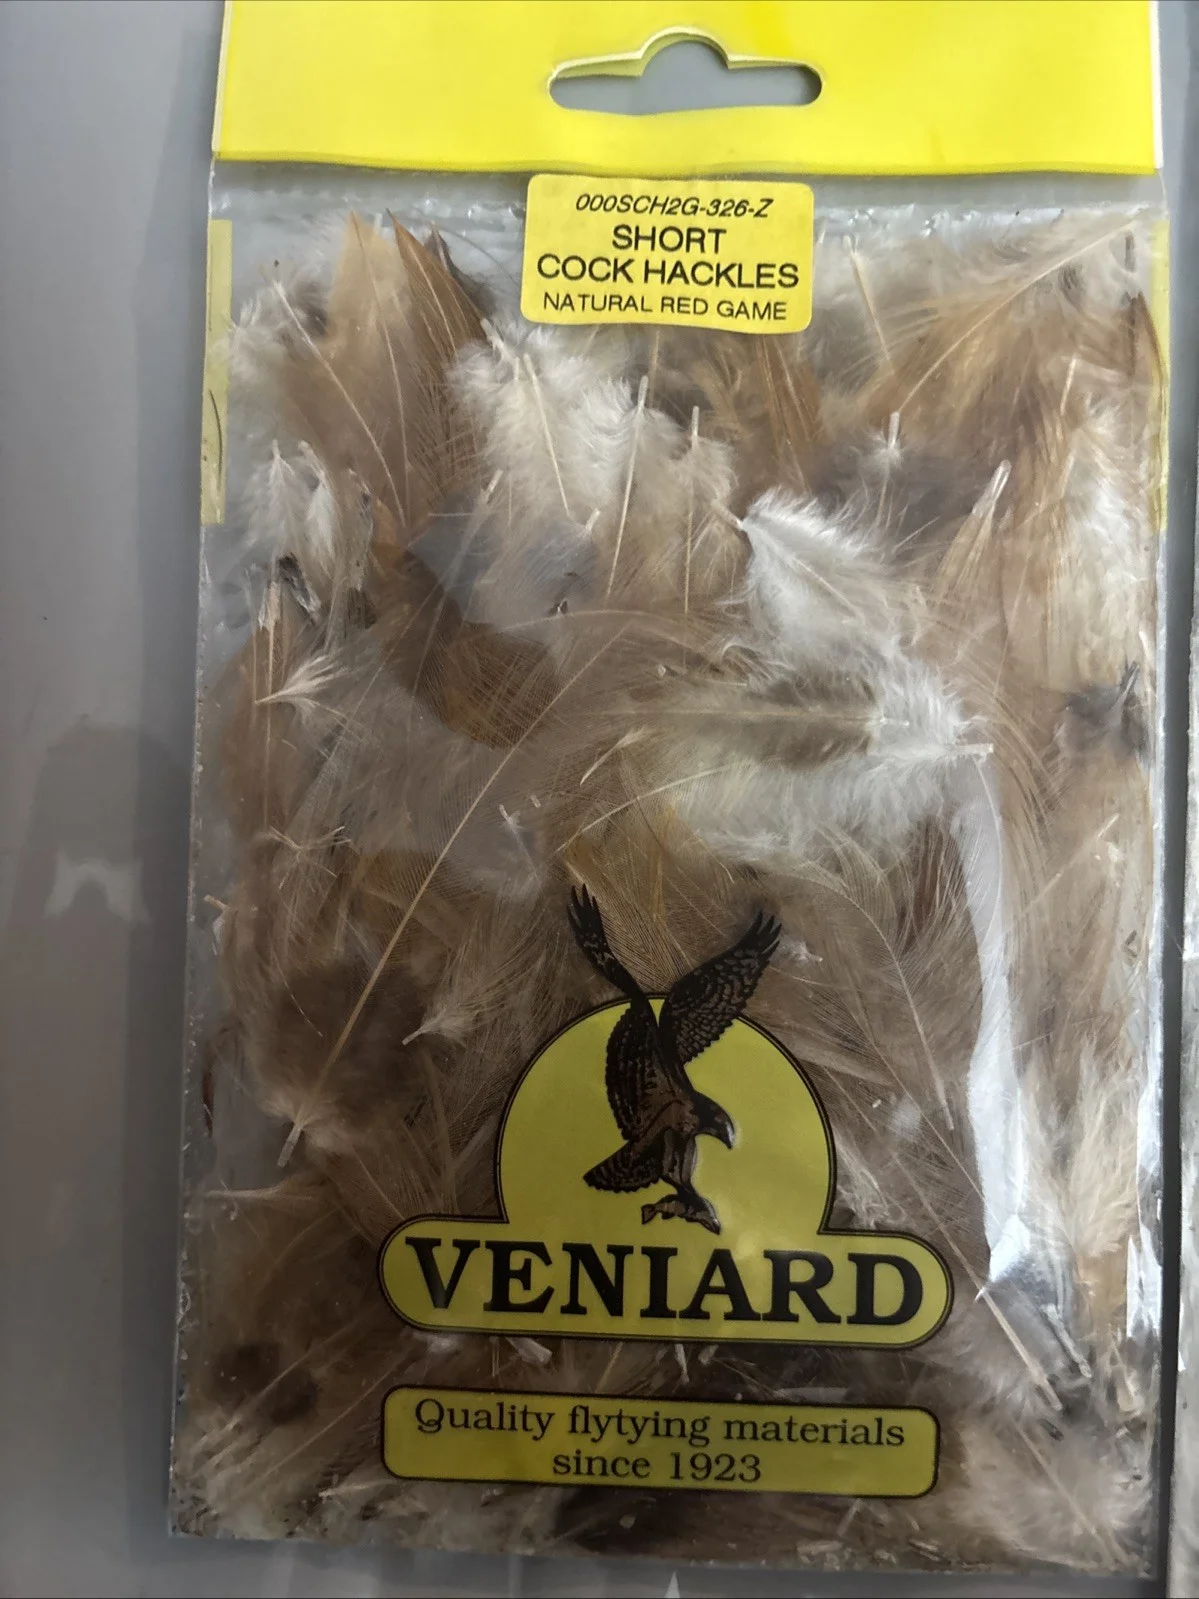 000SCH2G-326-Z
SHORT
COCK HACKLES
NATURAL RED GAME
VENIARD
Quality flytying materials
since 1923